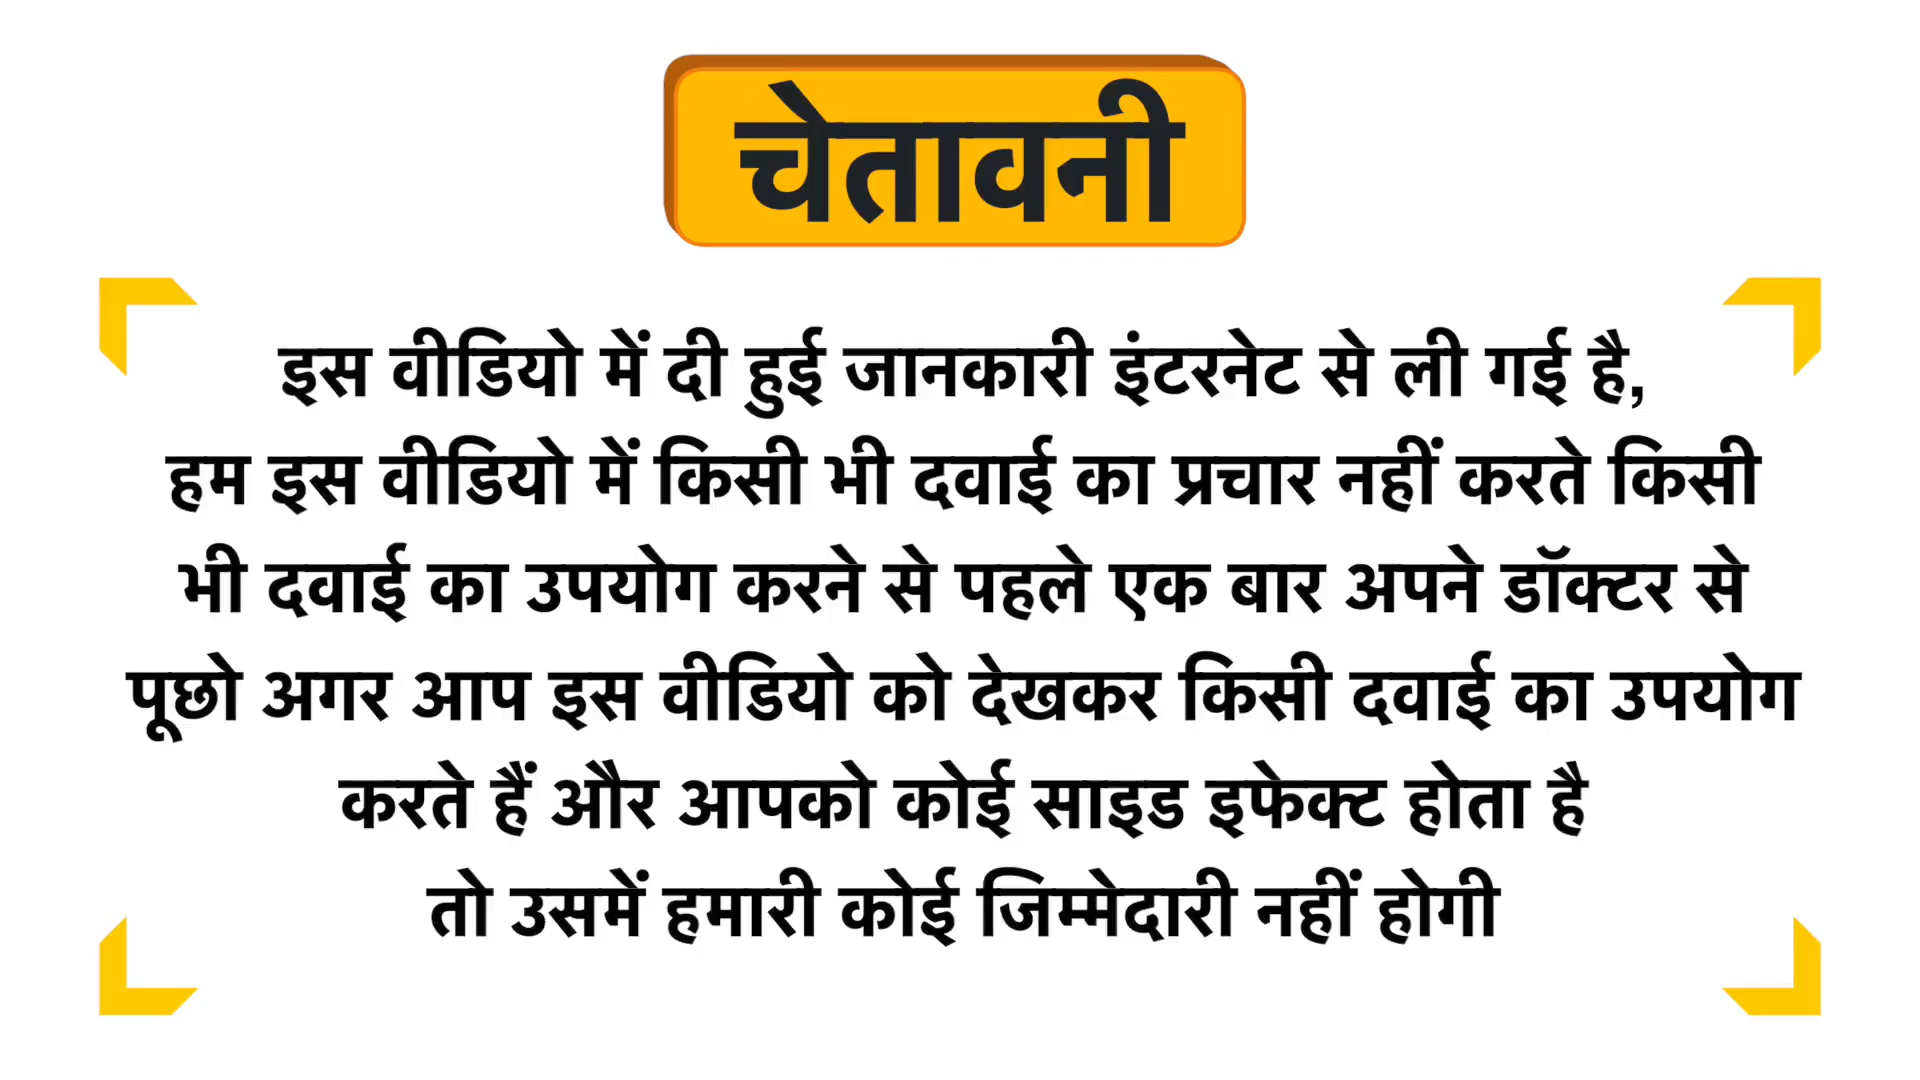 चेतावनी
इस वीडियो में दी हुई जानकारी इंटरनेट से ली गई है,
हम इस वीडियो में किसी भी दवाई का प्रचार नहीं करते किसी
भी दवाई का उपयोग करने से पहले एक बार अपने डॉक्टर से
पूछो अगर आप इस वीडियो को देखकर किसी दवाई का उपयोग
करते हैं और आपको कोई साइड इफेक्ट होता है
तो उसमें हमारी कोई जिम्मेदारी नहीं होगी